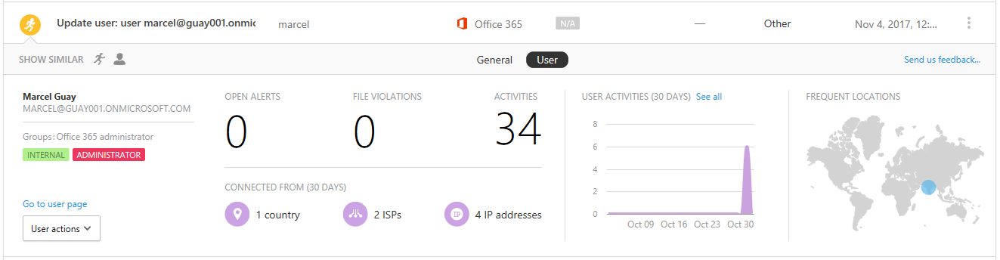 Update user: user marcel@guay001.onmic
marcel
Office 365
N/A
—
Other
Nov 4, 2017, 12:...
SHOW SIMILAR
General
User
Send us feedback...
Marcel Guay
MARCEL@GUAY001.ONMICROSOFT.COM
Groups: Office 365 administrator
INTERNAL
ADMINISTRATOR
Go to user page
User actions
OPEN ALERTS
0
FILE VIOLATIONS
0
ACTIVITIES
34
CONNECTED FROM (30 DAYS)
1 country
2 ISPs
IP
4 IP addresses
USER ACTIVITIES (30 DAYS) See all
8
6
4
2
0
Oct 09 Oct 16 Oct 23 Oct 30
FREQUENT LOCATIONS